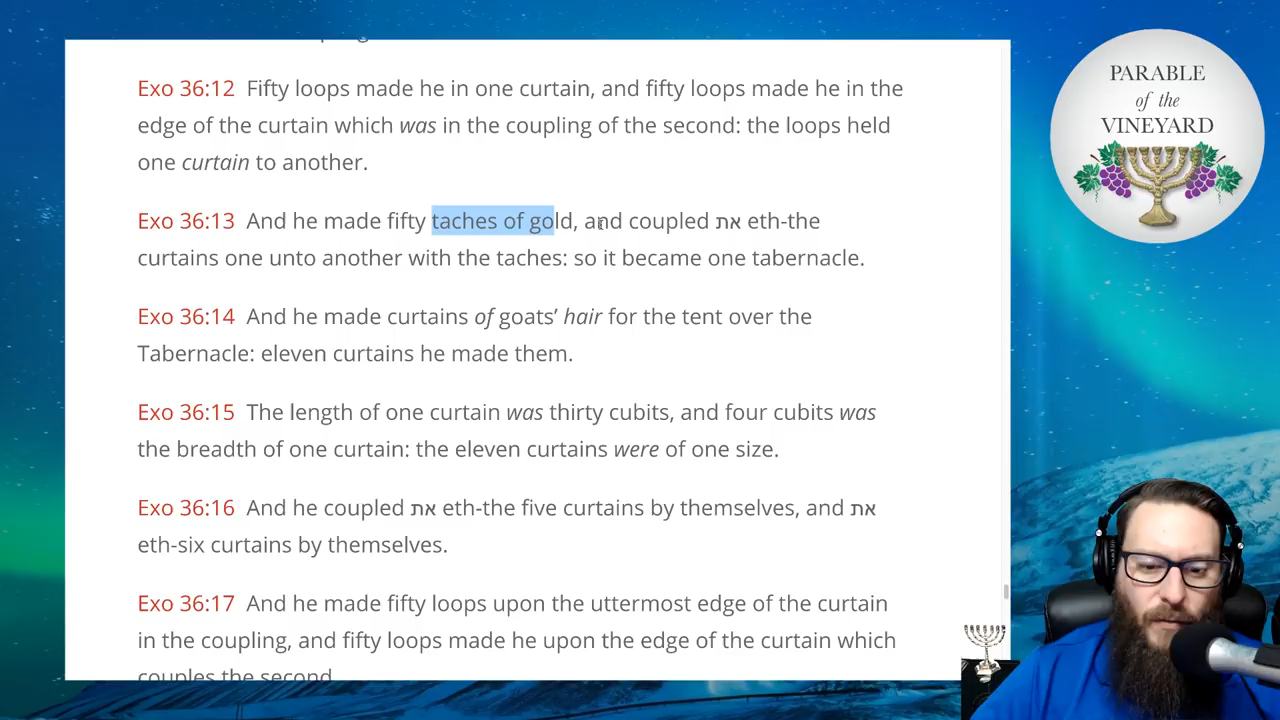 Exo 36:12 Fifty loops made he in one curtain, and fifty loops made he in the
edge of the curtain which was in the coupling of the second: the loops held
one curtain to another.
Exo 36:13 And he made fifty taches of gold, and coupled את eth-the
curtains one unto another with the taches: so it became one tabernacle.
Exo 36:14 And he made curtains of goats’ hair for the tent over the
Tabernacle: eleven curtains he made them.
Exo 36:15 The length of one curtain was thirty cubits, and four cubits was
the breadth of one curtain: the eleven curtains were of one size.
Exo 36:16 And he coupled את eth-the five curtains by themselves, and את
eth-six curtains by themselves.
Exo 36:17 And he made fifty loops upon the uttermost edge of the curtain
in the coupling, and fifty loops made he upon the edge of the curtain which
couples the second.
PARABLE
of the
VINEYARD